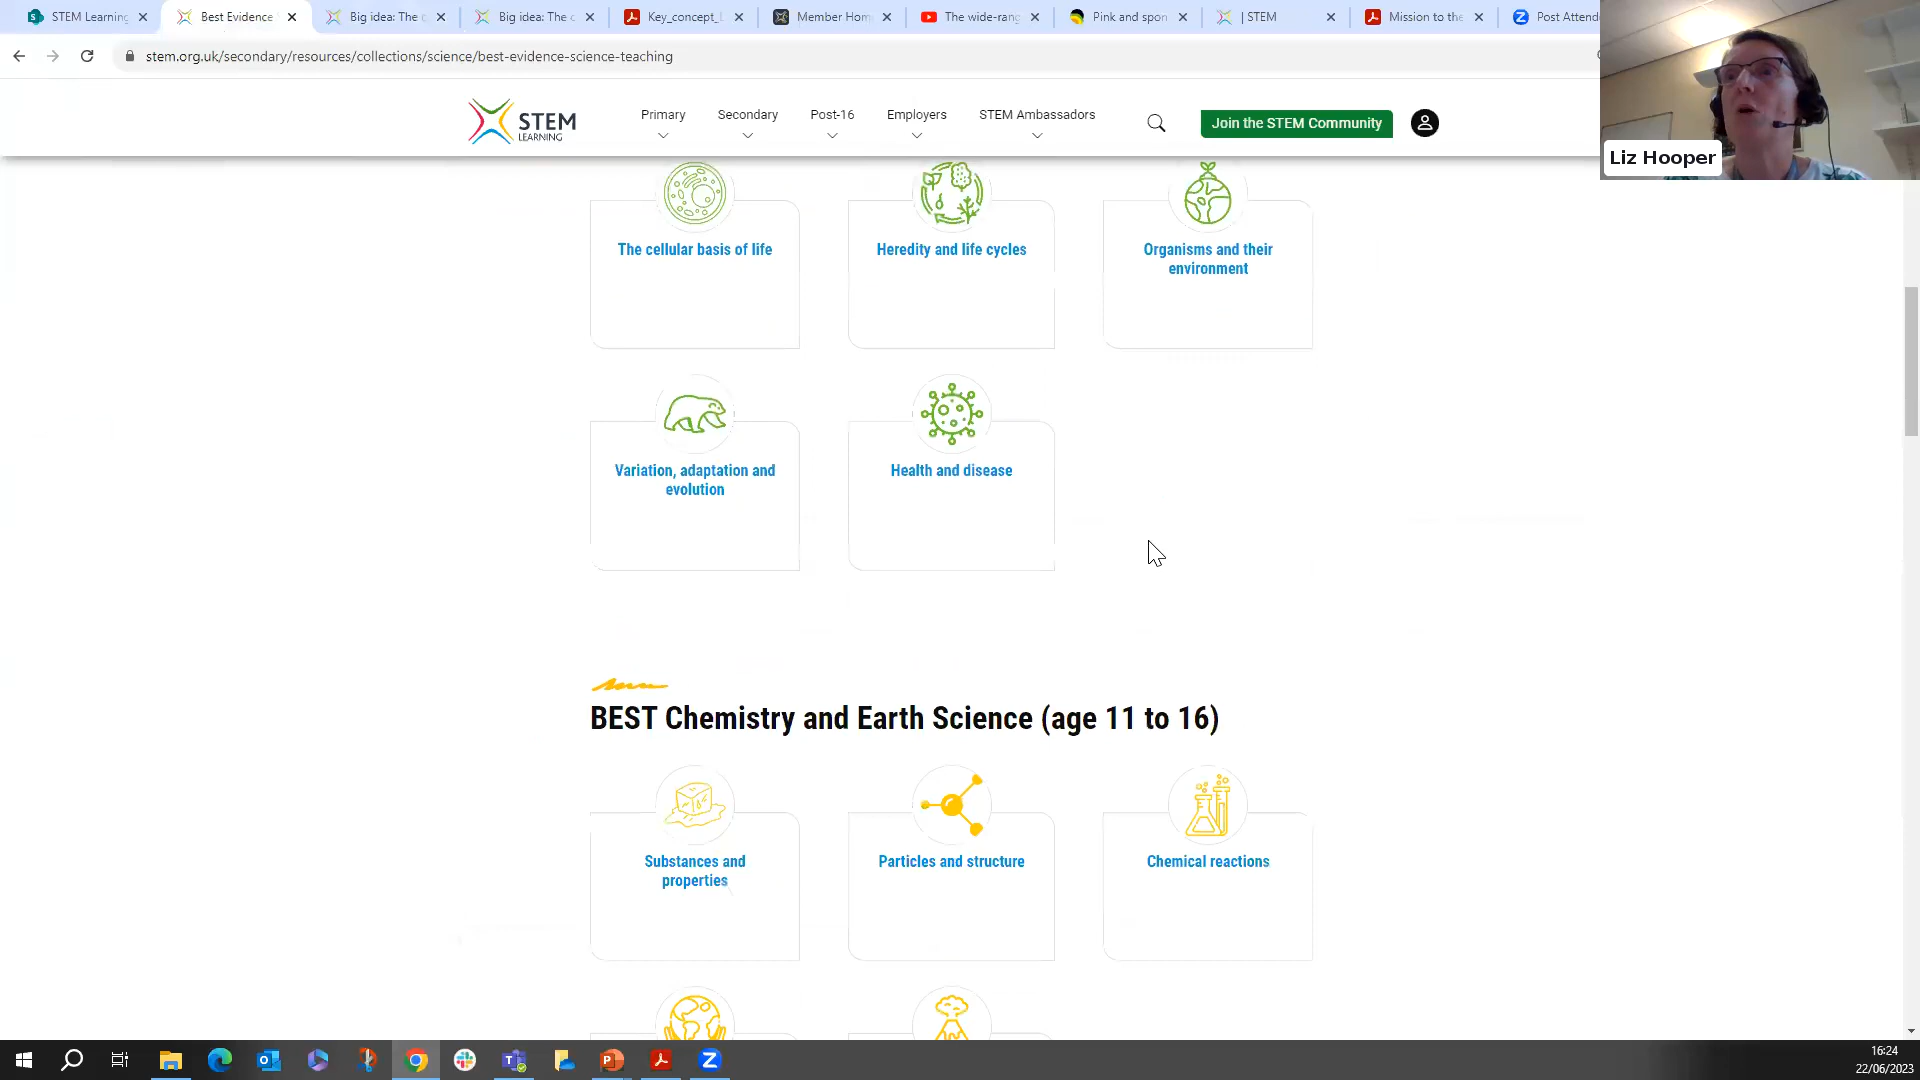 STEM Learning
Best Evidence
Big idea: The c
Big idea: The c
Key_concept_
Member Hom
The wide-rang
Pink and spon
| STEM
Mission to the
Post Attend
stem.org.uk/secondary/resources/collections/science/best-evidence-science-teaching
STEM
LEARNING
Primary
Secondary
Post-16
Employers
STEM Ambassadors
Join the STEM Community
Liz Hooper
The cellular basis of life
Heredity and life cycles
Organisms and their
environment
Variation, adaptation and
evolution
Health and disease
BEST Chemistry and Earth Science (age 11 to 16)
Substances and
properties
Particles and structure
Chemical reactions
16:24
22/06/2023